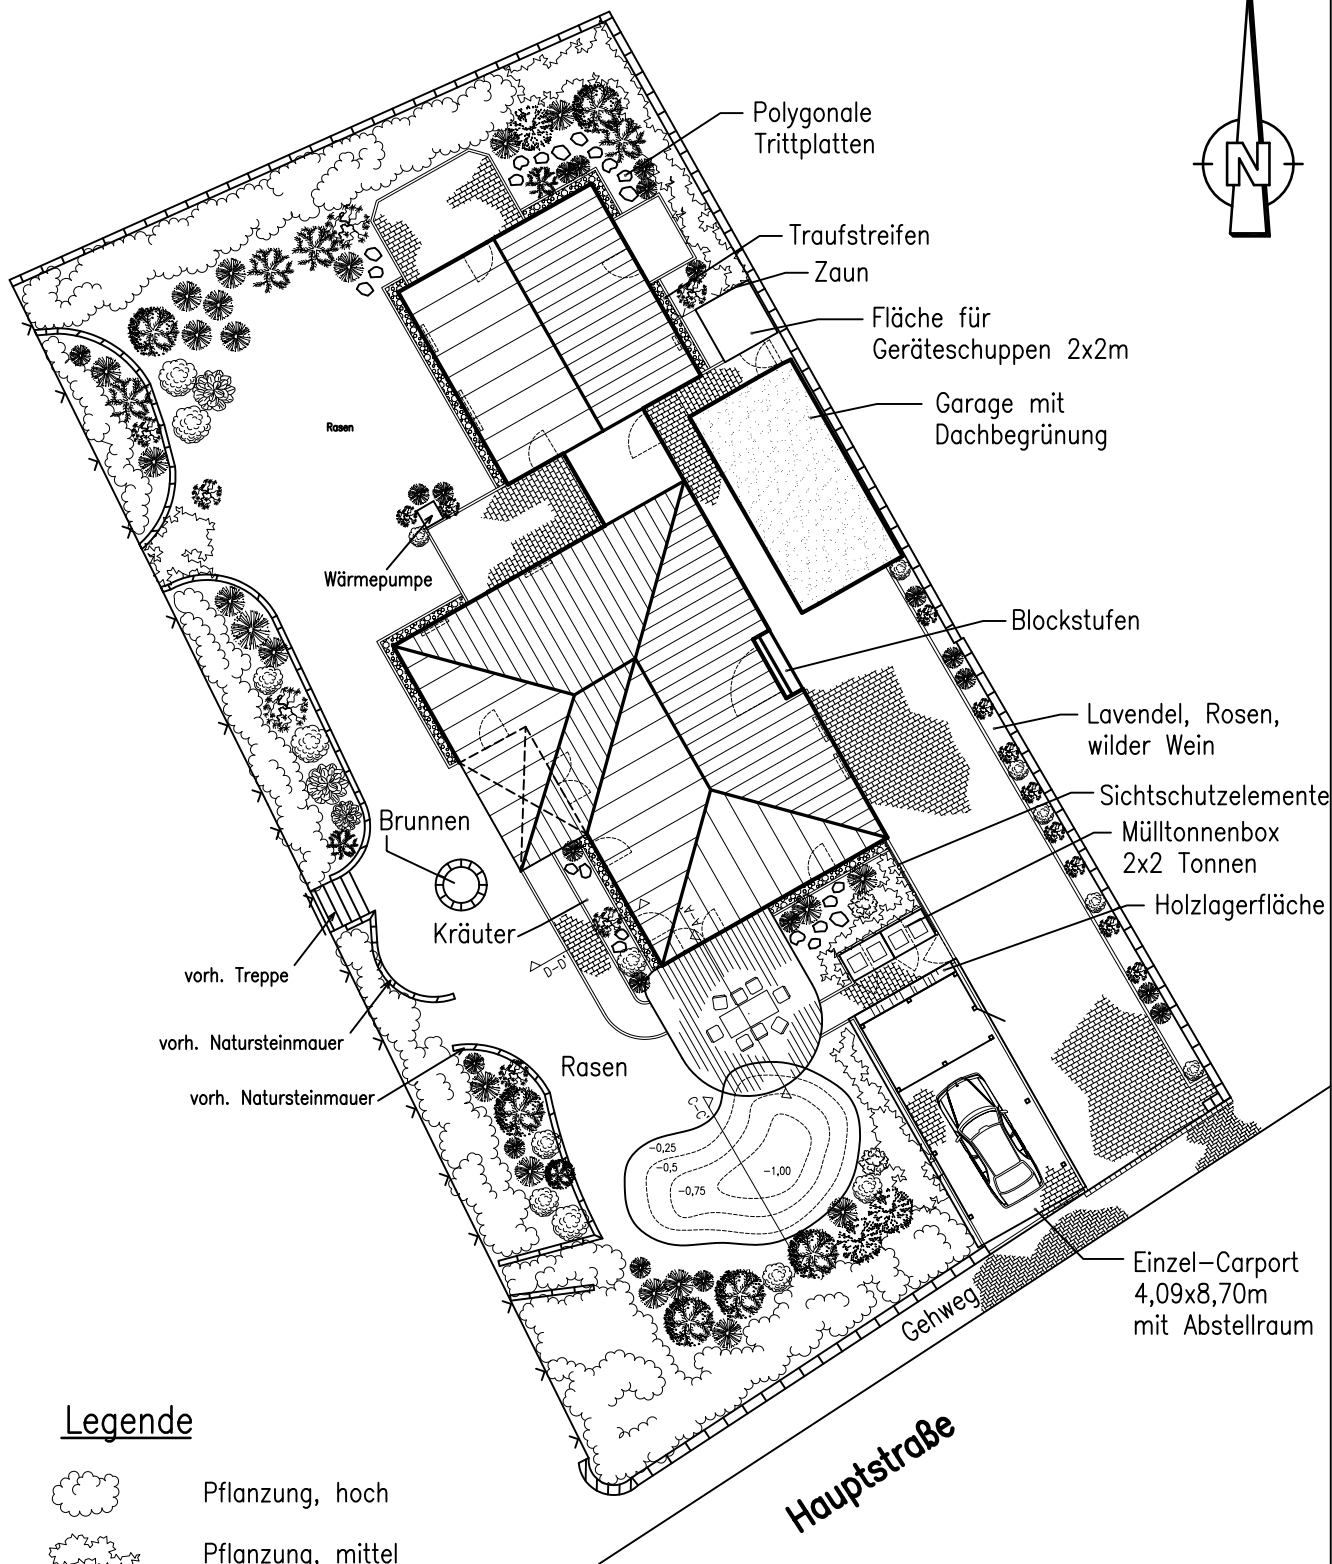 N
Polygonale
Trittplatten
Traufstreifen
Zaun
Fläche für
Geräteschuppen 2x2m
Garage mit
Dachbegrünung
Rasen
Wärmepumpe
Blockstufen
Lavendel, Rosen,
wilder Wein
Sichtschutzelemente
Mülltonnenbox
2x2 Tonnen
Holzlagerfläche
Brunnen
Kräuter
D-D'
vorh. Treppe
vorh. Natursteinmauer
vorh. Natursteinmauer
Rasen
-0,25
-0,5
-0,75
-1,00
Einzel-Carport
4,09x8,70m
mit Abstellraum
Gehweg
Hauptstraße
Legende
Pflanzung, hoch
Pflanzung, mittel